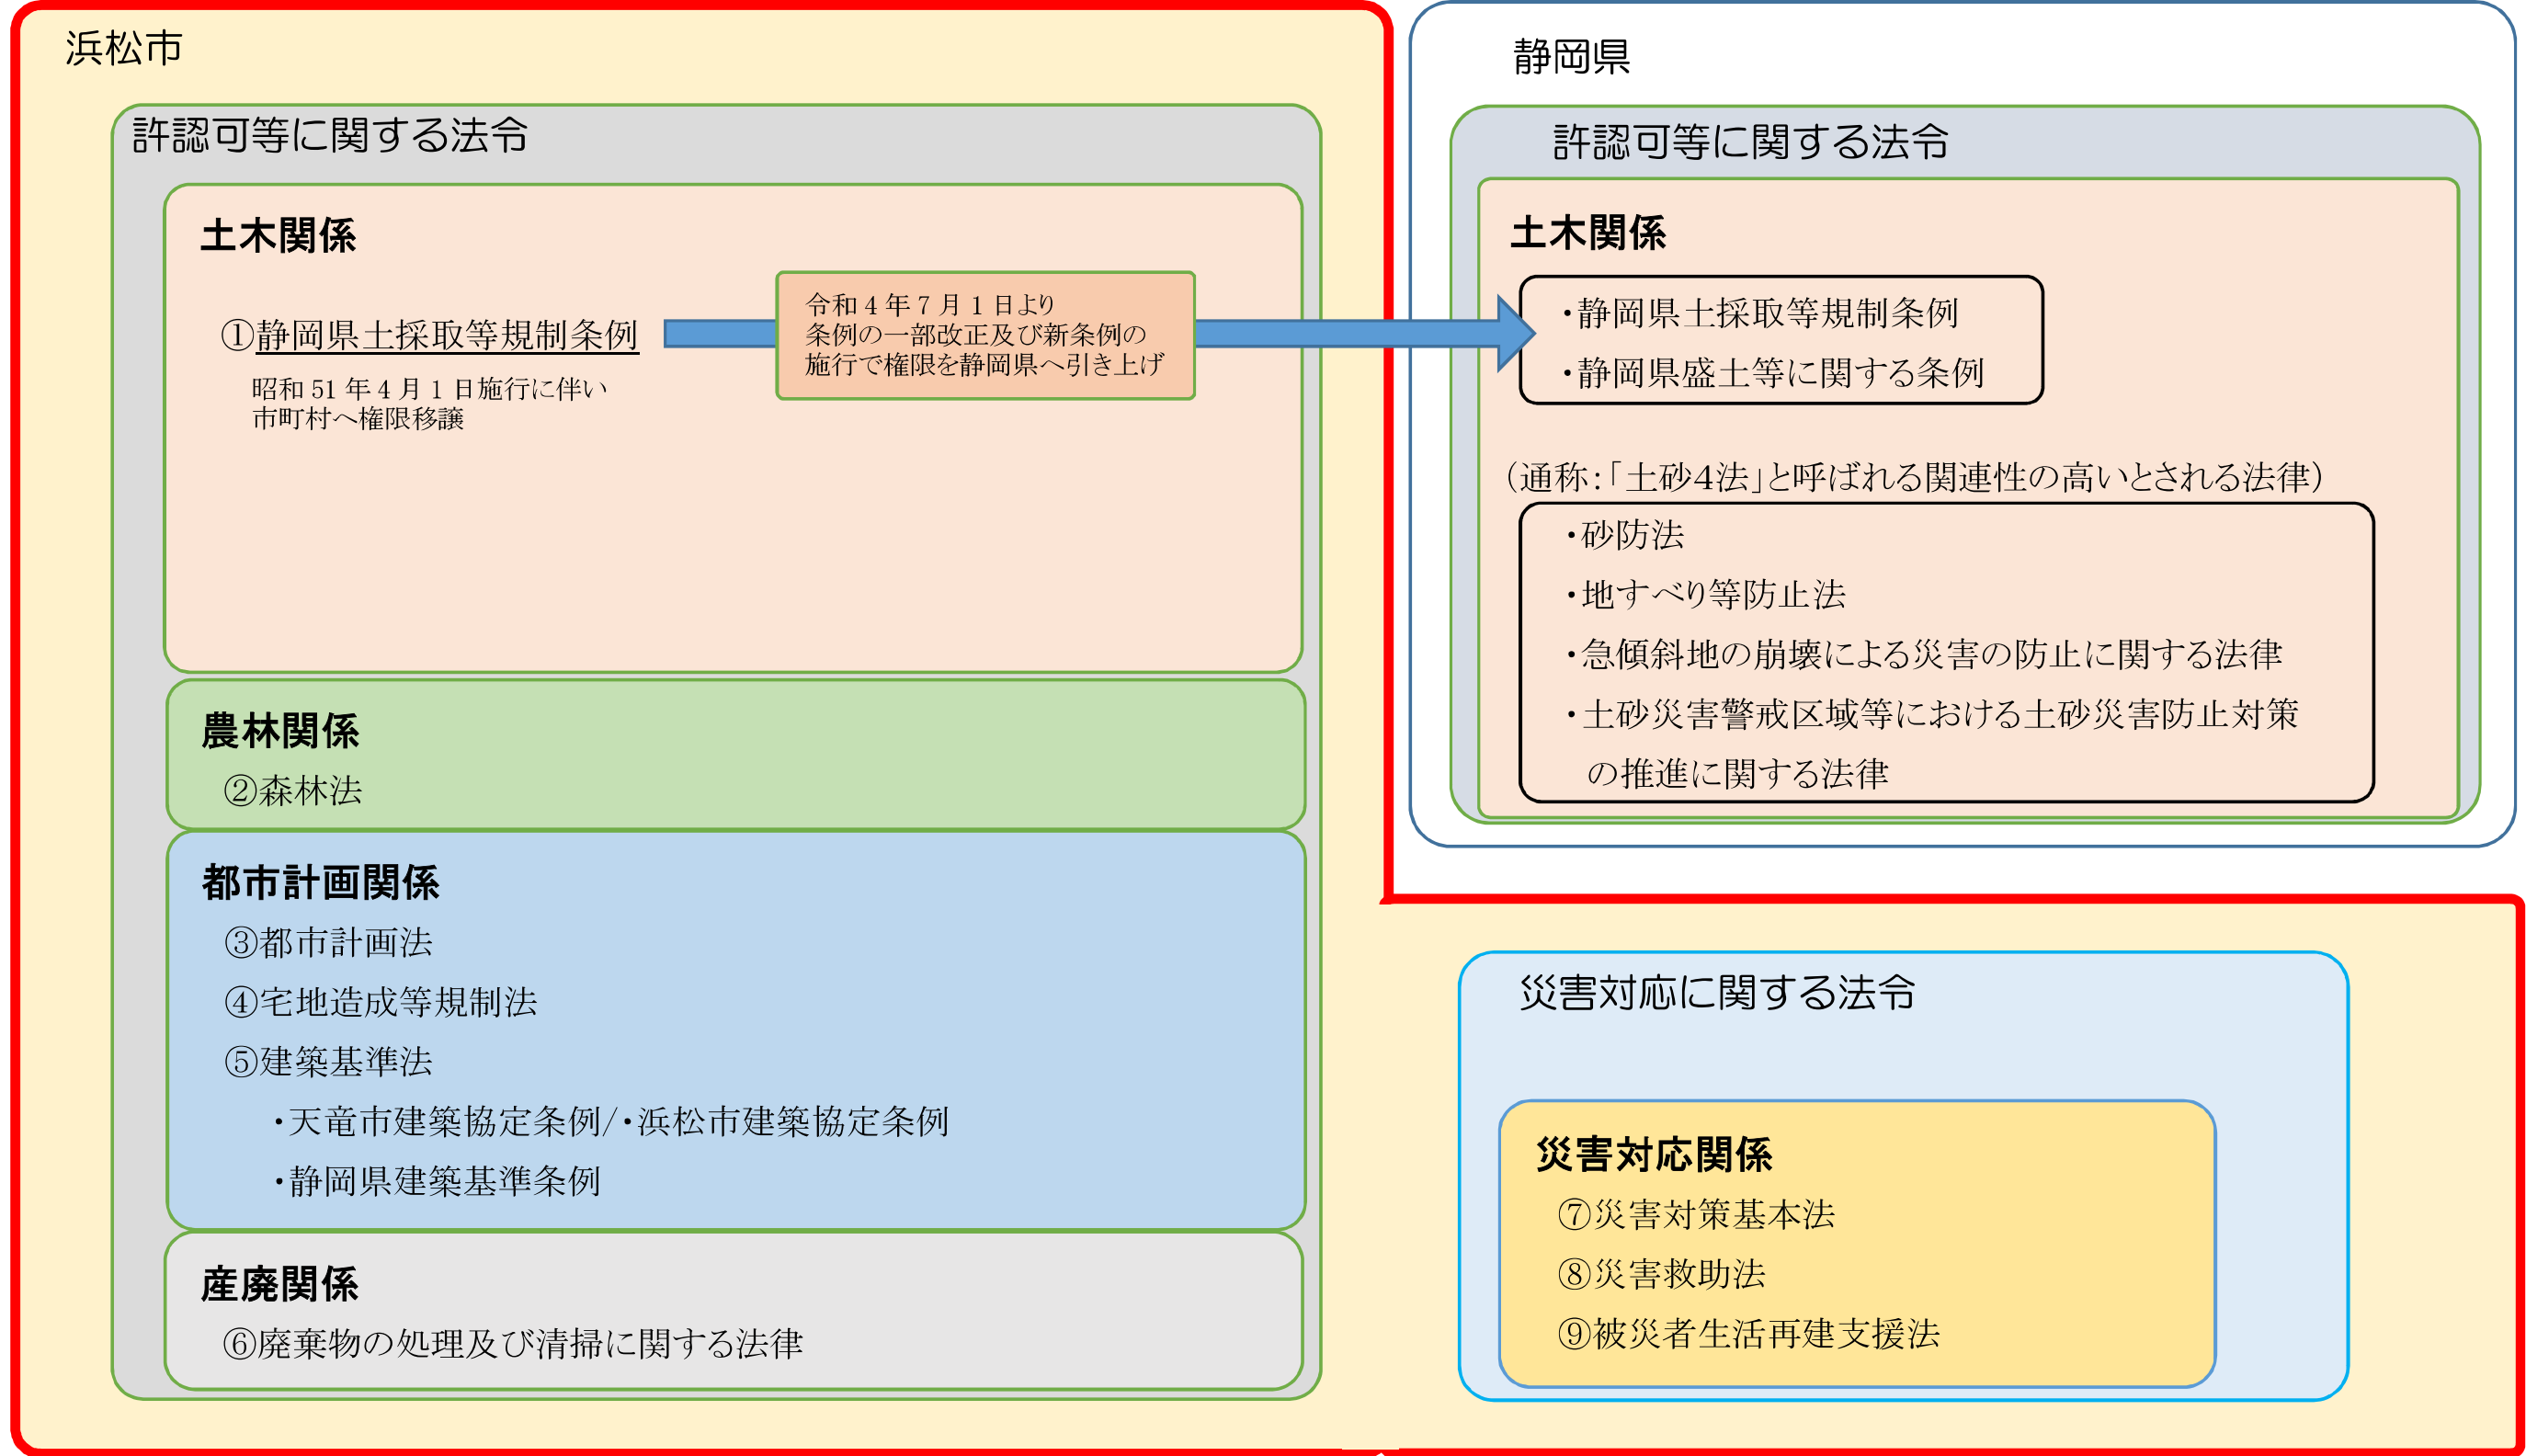 浜松市
許認可等に関する法令
土木関係
①静岡県土採取等規制条例
昭和 51 年 4 月 1 日施行に伴い
市町村へ権限移譲
令和 4 年 7 月 1 日より
条例の一部改正及び新条例の
施行で権限を静岡県へ引き上げ
農林関係
②森林法
都市計画関係
③都市計画法
④宅地造成等規制法
⑤建築基準法
・天竜市建築協定条例/・浜松市建築協定条例
・静岡県建築基準条例
産廃関係
⑥廃棄物の処理及び清掃に関する法律
静岡県
許認可等に関する法令
土木関係
・静岡県土採取等規制条例
・静岡県盛土等に関する条例
（通称：「土砂４法」と呼ばれる関連性の高いとされる法律）
・砂防法
・地すべり等防止法
・急傾斜地の崩壊による災害の防止に関する法律
・土砂災害警戒区域等における土砂災害防止対策
の推進に関する法律
災害対応に関する法令
災害対応関係
⑦災害対策基本法
⑧災害救助法
⑨被災者生活再建支援法